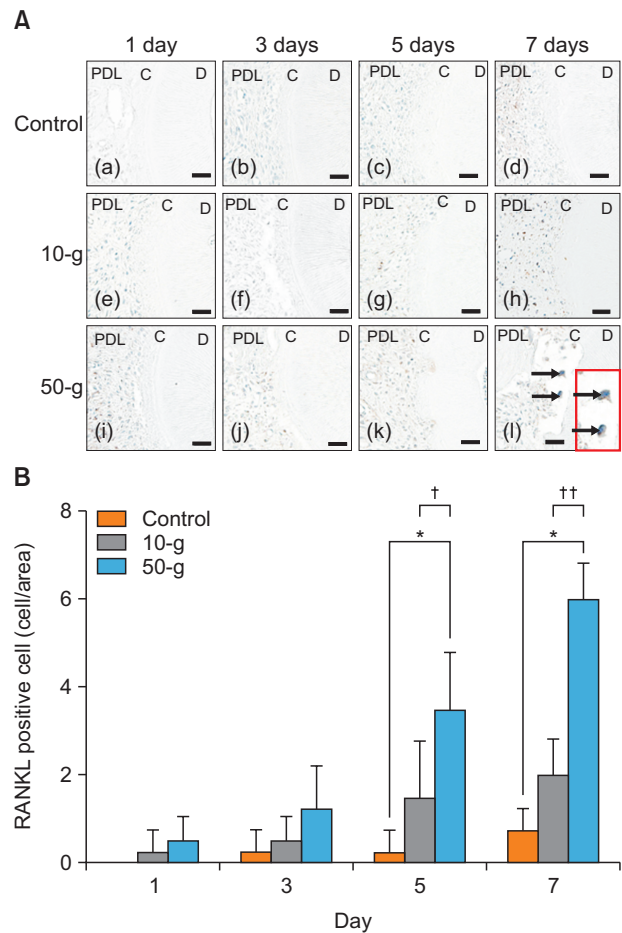 A
1 day 3 days 5 days 7 days
Control
PDL C D (a)
PDL C D (b)
PDL C D (c)
PDL C D (d)
10-g
PDL C D (e)
PDL C D (f)
PDL C D (g)
PDL C D (h)
50-g
PDL C D (i)
PDL C D (j)
PDL C D (k)
PDL C D (l)
B
RANKL positive cell (cell/area)
8
6
4
2
0
Control
10-g
50-g
† ††
* *
1 3 5 7
Day